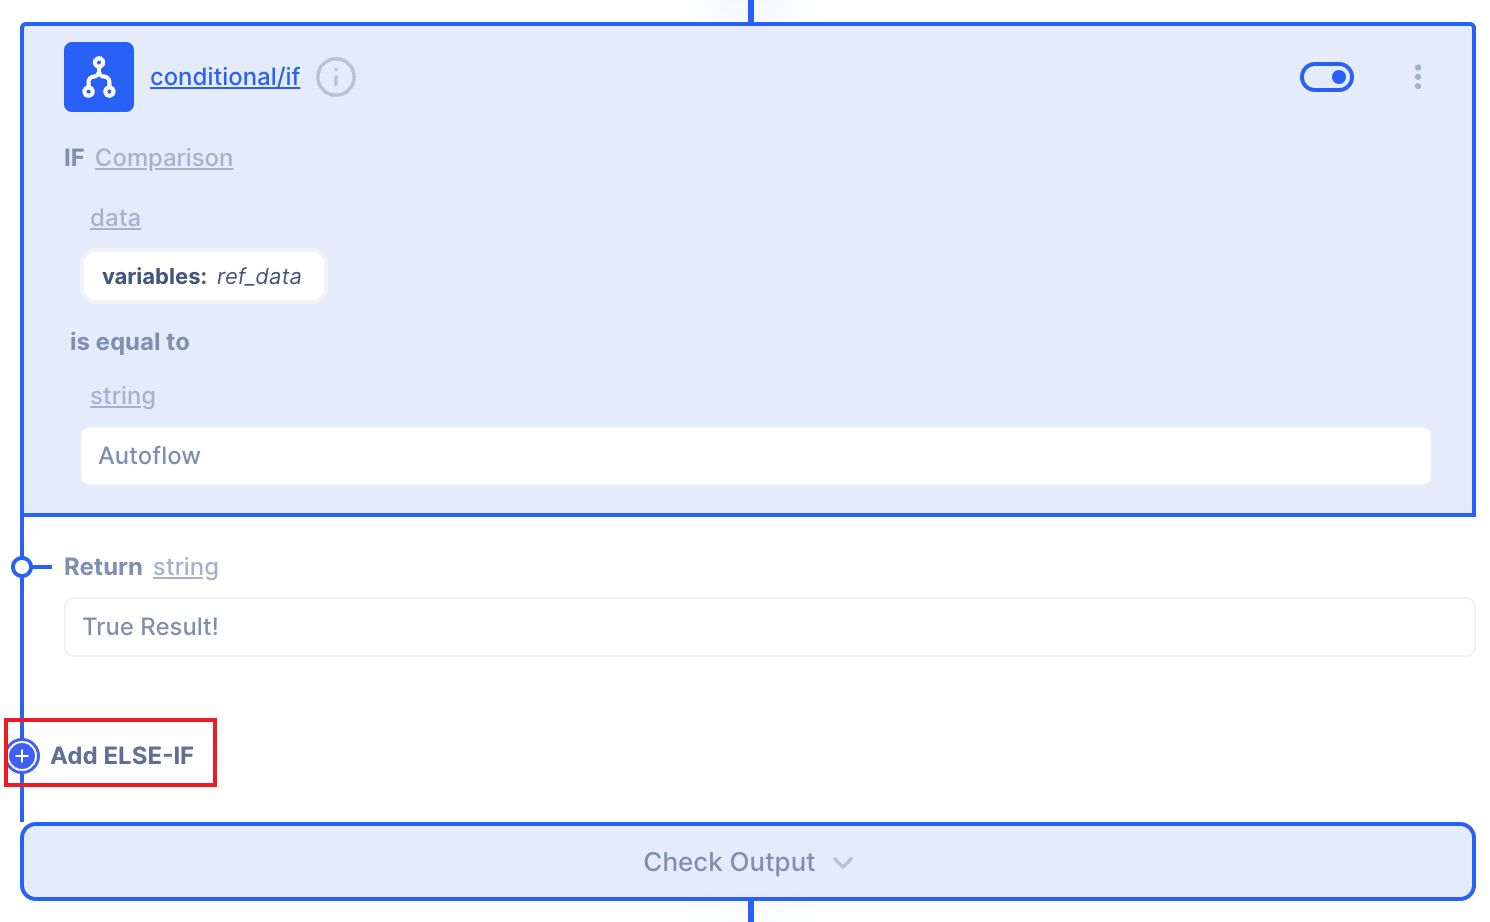 conditional/if
IF Comparison
data
variables: ref_data
is equal to
string
Autoflow
Return string
True Result!
Add ELSE-IF
Check Output